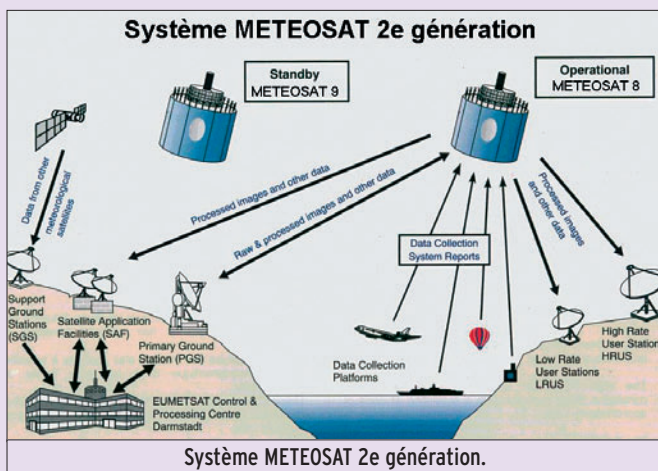 Système METEOSAT 2e génération
Standby
METEOSAT 9
Operational
METEOSAT 8
Data from other
meteorological
satellites
Processed images and other data
Raw & processed images and other data
Data Collection
System Reports
Processed images
and other data
Support
Ground
Stations (SGS)
Satellite Application
Facilities (SAF)
Primary Ground
Station (PGS)
EUMETSAT Control &
Processing Centre
Darmstadt
Data Collection
Platforms
Low Rate
User Stations
LRUS
High Rate
User Stations
HRUS
Système METEOSAT 2e génération.